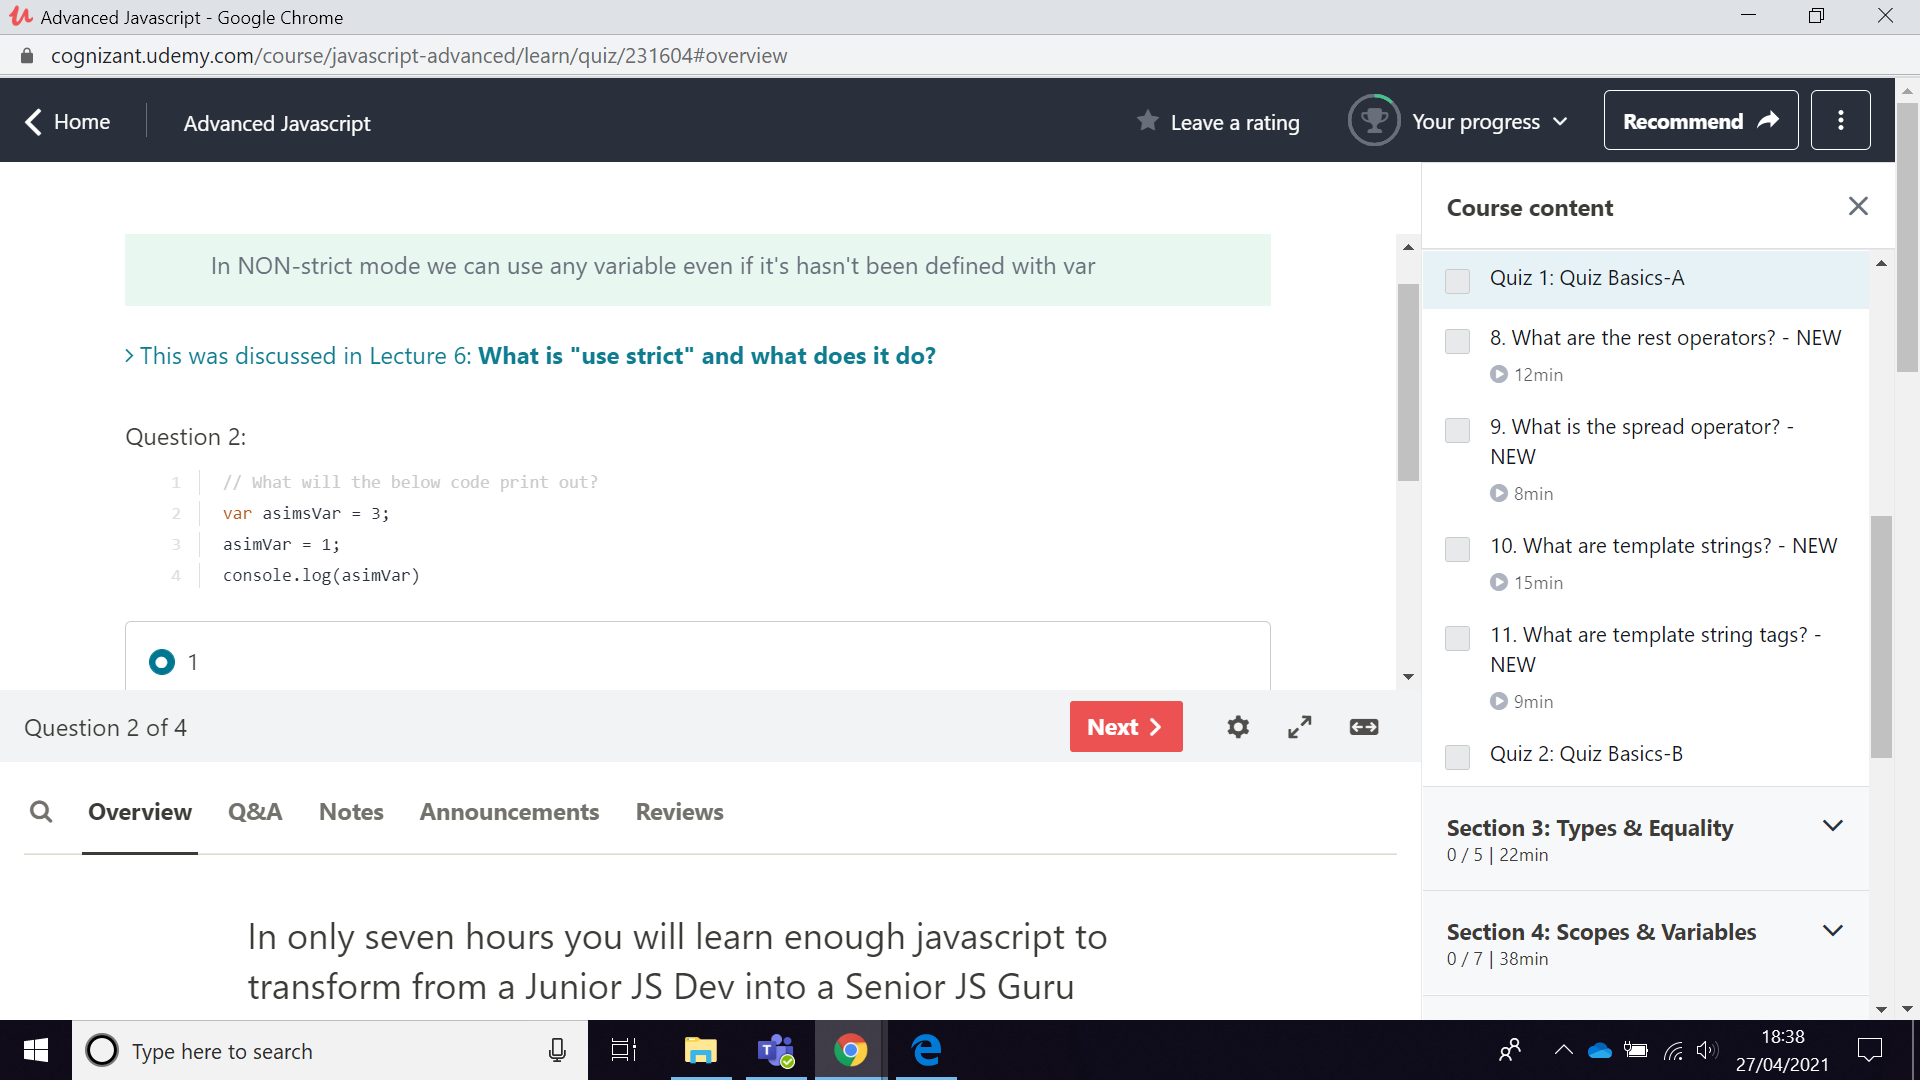 Advanced Javascript - Google Chrome
cognizant.udemy.com/course/javascript-advanced/learn/quiz/231604#overview
Home
Advanced Javascript
Leave a rating
Your progress
Recommend
In NON-strict mode we can use any variable even if it's hasn't been defined with var
This was discussed in Lecture 6: What is "use strict" and what does it do?
Question 2:
1 // What will the below code print out?
2 var asimsVar = 3;
3 asimVar = 1;
4 console.log(asimVar)
1
Question 2 of 4
Next
Overview
Q&A
Notes
Announcements
Reviews
In only seven hours you will learn enough javascript to
transform from a Junior JS Dev into a Senior JS Guru
Course content
Quiz 1: Quiz Basics-A
8. What are the rest operators? - NEW
12min
9. What is the spread operator? -
NEW
8min
10. What are template strings? - NEW
15min
11. What are template string tags? -
NEW
9min
Quiz 2: Quiz Basics-B
Section 3: Types & Equality
0 / 5 | 22min
Section 4: Scopes & Variables
0 / 7 | 38min
Type here to search
18:38
27/04/2021